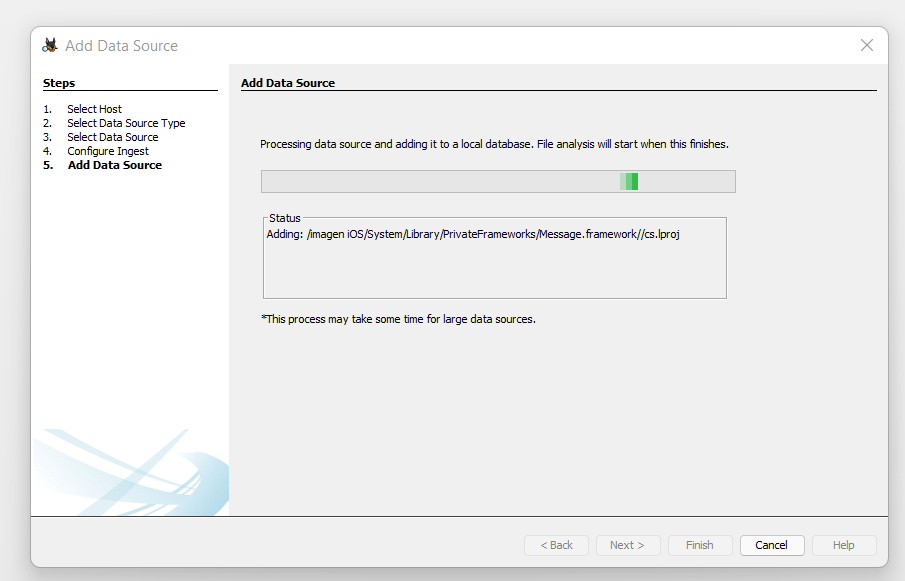 Add Data Source
Steps
1. Select Host
2. Select Data Source Type
3. Select Data Source
4. Configure Ingest
5. Add Data Source
Add Data Source
Processing data source and adding it to a local database. File analysis will start when this finishes.
Status
Adding: /imagen iOS/System/Library/PrivateFrameworks/Message.framework//cs.lproj
*This process may take some time for large data sources.
< Back
Next >
Finish
Cancel
Help